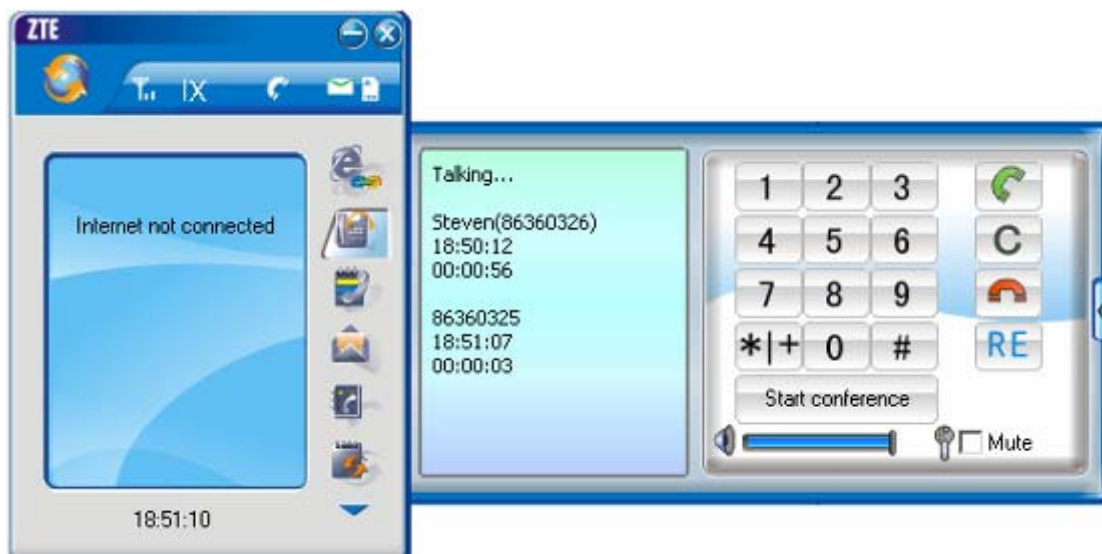 ZTE
1X
Internet not connected
18:51:10
Talking...
Steven(86360326)
18:50:12
00:00:56
86360325
18:51:07
00:00:03
1 2 3
4 5 6 C
7 8 9
*|+ 0 # RE
Start conference
Mute